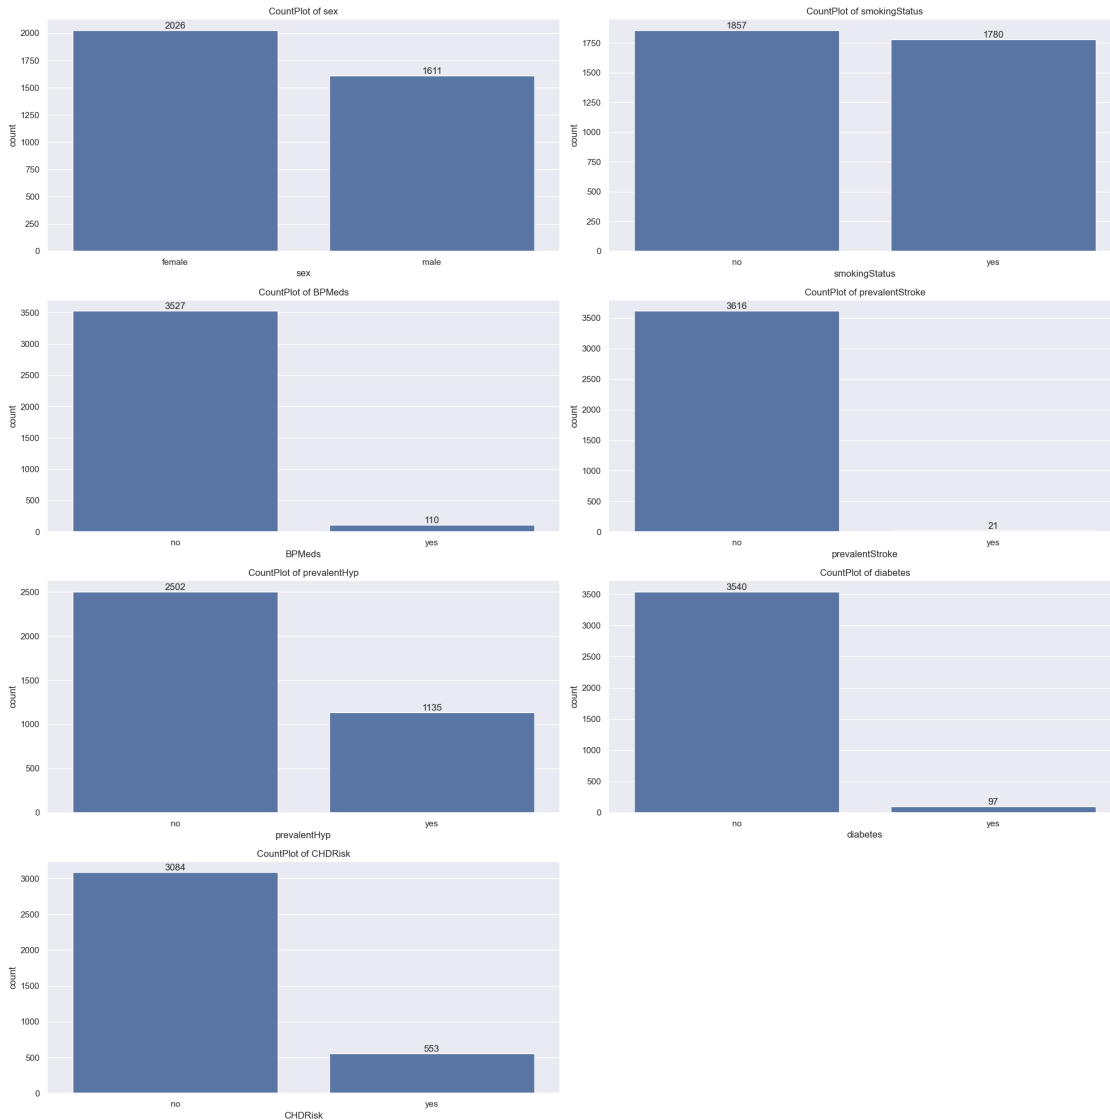 CountPlot of sex
2026
1611
2000
1750
1500
1250
1000
750
500
250
0
count
female
male
sex
CountPlot of smokingStatus
1857
1780
1750
1500
1250
1000
750
500
250
0
count
no
yes
smokingStatus
CountPlot of BPMeds
3527
110
3500
3000
2500
2000
1500
1000
500
0
count
no
yes
BPMeds
CountPlot of prevalentStroke
3616
21
3500
3000
2500
2000
1500
1000
500
0
count
no
yes
prevalentStroke
CountPlot of prevalentHyp
2502
1135
2500
2000
1500
1000
500
0
count
no
yes
prevalentHyp
CountPlot of diabetes
3540
97
3500
3000
2500
2000
1500
1000
500
0
count
no
yes
diabetes
CountPlot of CHDRisk
3084
553
3000
2500
2000
1500
1000
500
0
count
no
yes
CHDRisk